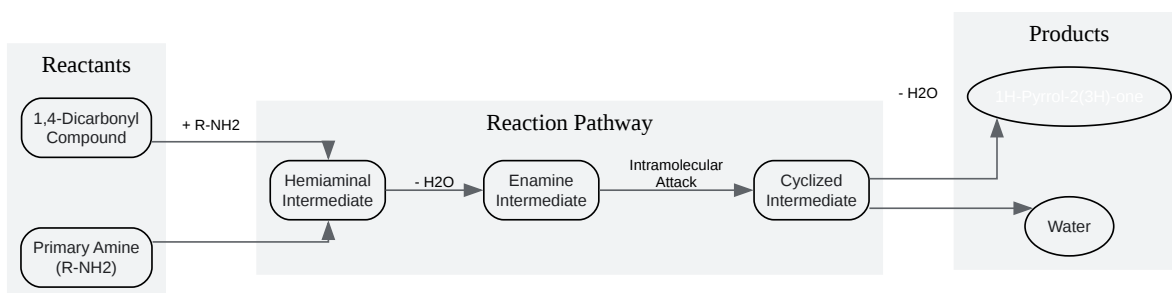 Reactants
1,4-Dicarbonyl
Compound
Primary Amine
(R-NH2)
+ R-NH2
Reaction Pathway
Hemiaminal
Intermediate
- H2O
Enamine
Intermediate
Intramolecular
Attack
Cyclized
Intermediate
- H2O
Products
1H-Pyrrol-2(3H)-one
Water